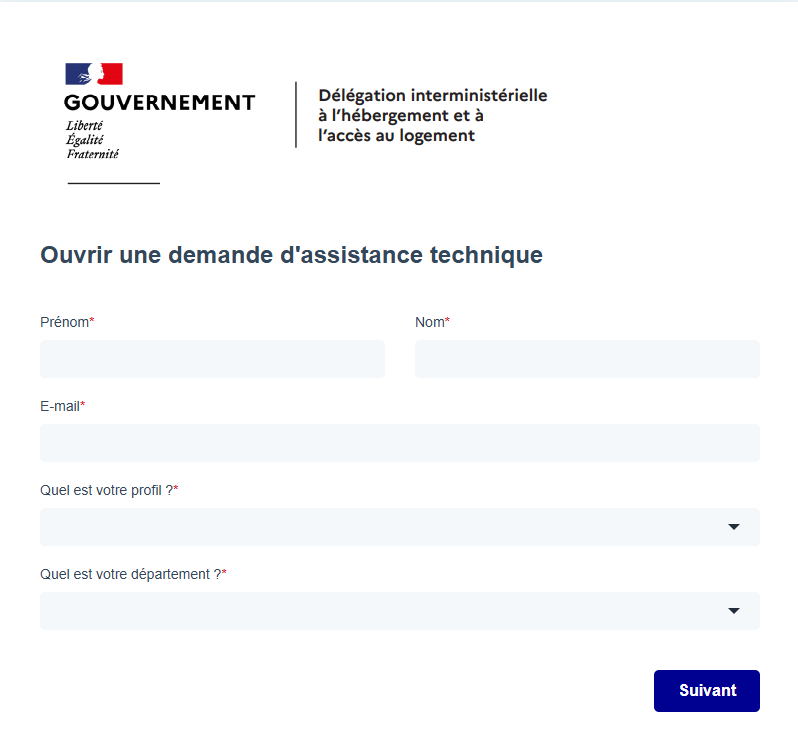 GOUVERNEMENT
Liberté
Égalité
Fraternité
Délégation interministérielle
à l'hébergement et à
l'accès au logement
Ouvrir une demande d'assistance technique
Prénom*
Nom*
E-mail*
Quel est votre profil ?*
Quel est votre département ?*
Suivant